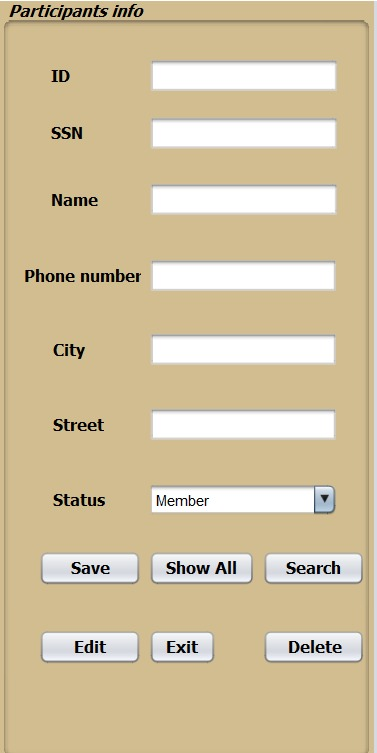 Participants info
ID
SSN
Name
Phone number
City
Street
Status Member
Save Show All Search
Edit Exit Delete